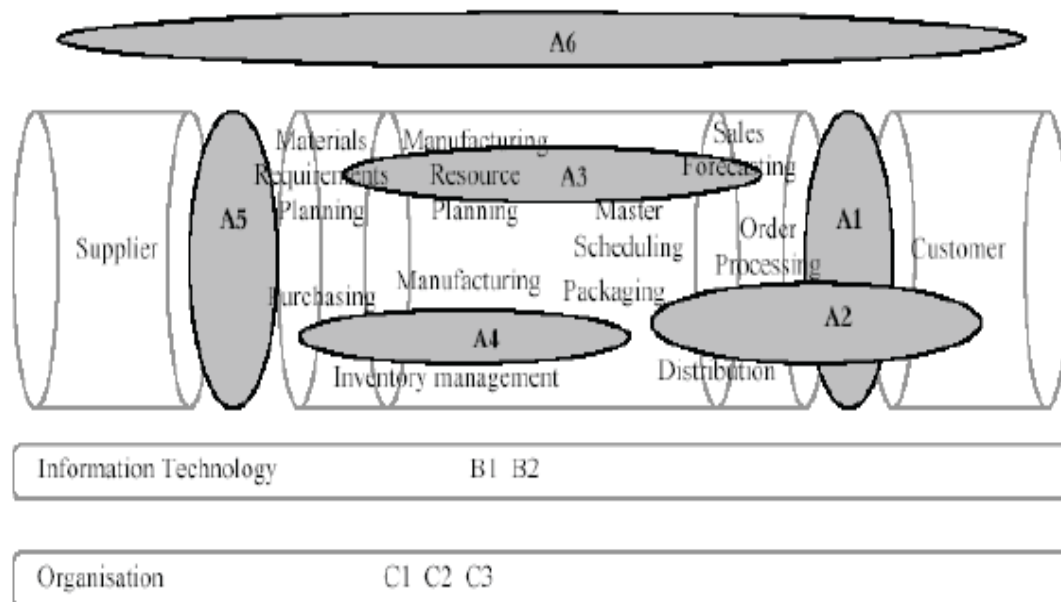 A6
Materials
Requirements
Planning
Manufacturing
Resource
Planning
A3
Sales
Forecasting
A5
A1
Supplier
Master
Scheduling
Order
Processing
Customer
Purchasing
Manufacturing
Packaging
A4
A2
Inventory management
Distribution
Information Technology B1 B2
Organisation C1 C2 C3